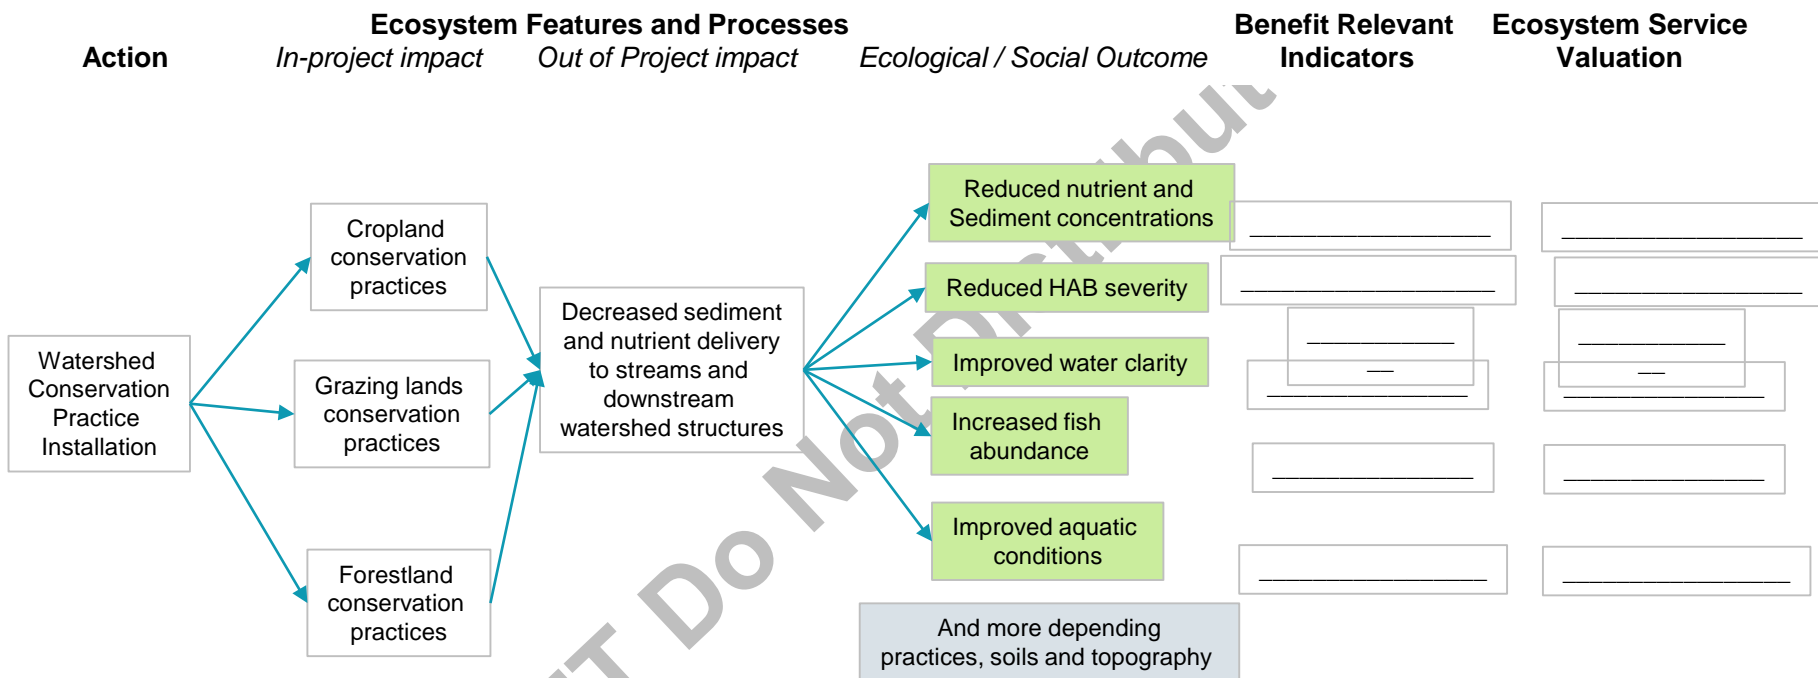 Ecosystem Features and Processes
Benefit Relevant
Indicators
Ecosystem Service
Valuation
Action
In-project impact
Out of Project impact
Ecological / Social Outcome
Watershed
Conservation
Practice
Installation
Cropland
conservation
practices
Grazing lands
conservation
practices
Forestland
conservation
practices
Decreased sediment
and nutrient delivery
to streams and
downstream
watershed structures
Reduced nutrient and
Sediment concentrations
Reduced HAB severity
Improved water clarity
Increased fish
abundance
Improved aquatic
conditions
And more depending
practices, soils and topography
Do Not